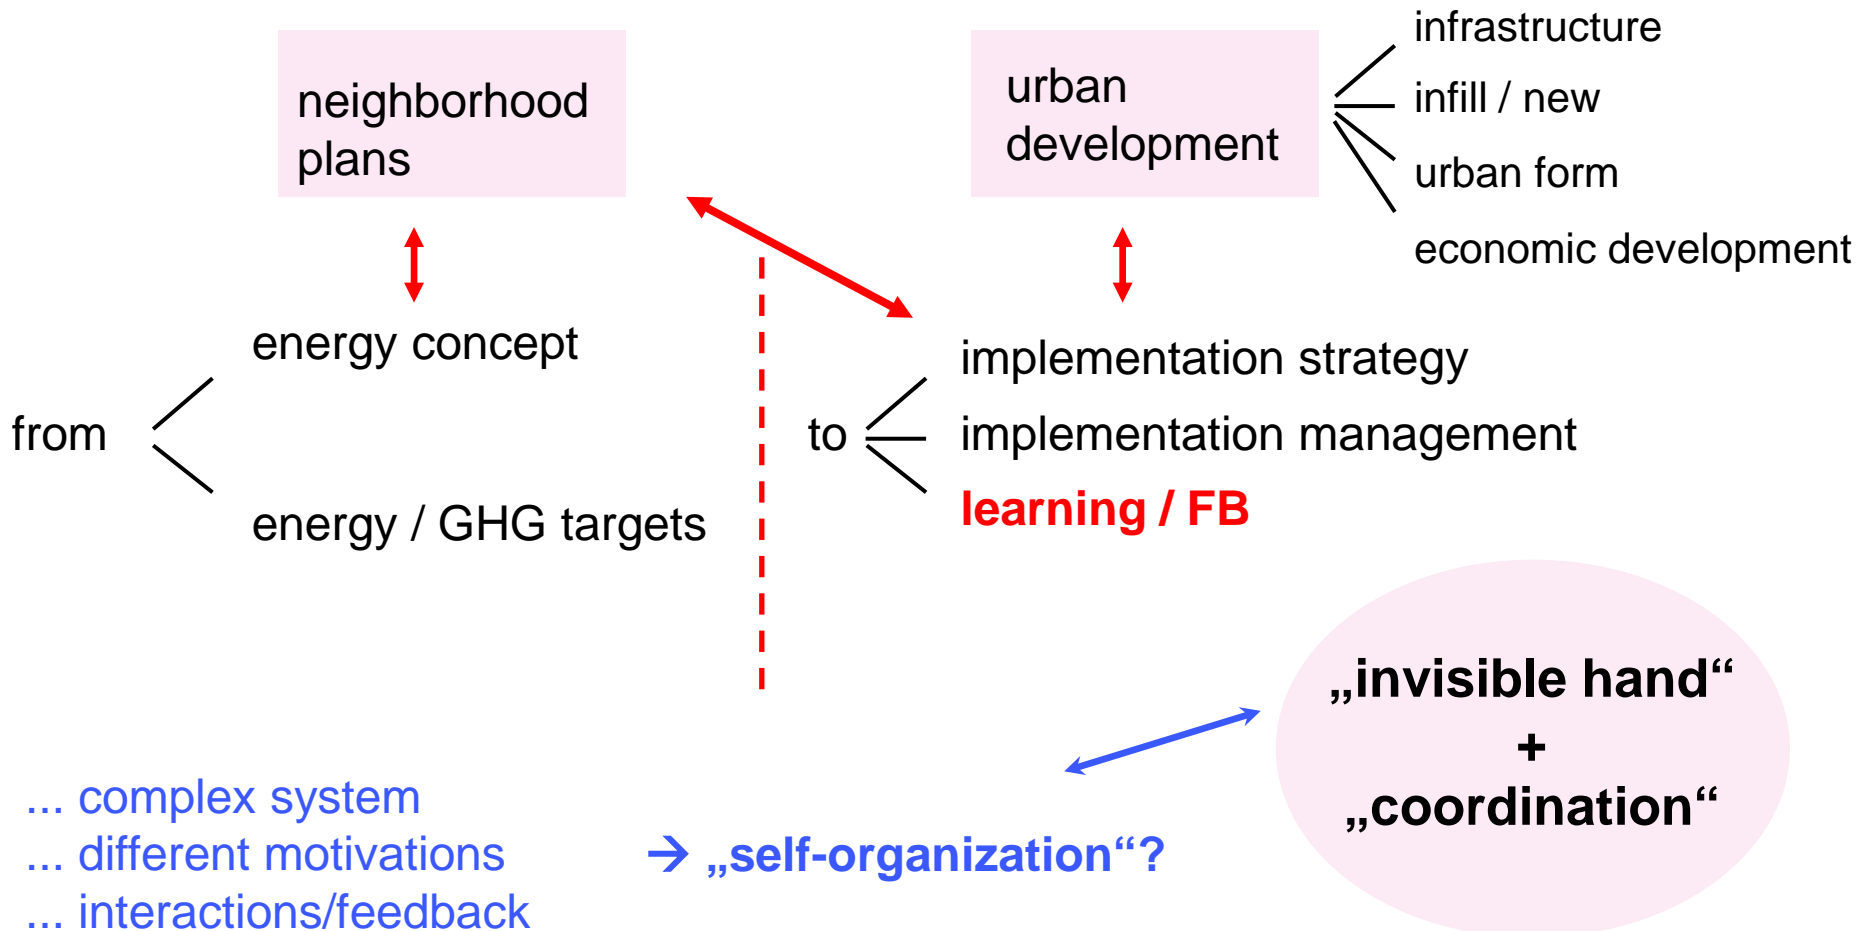 neighborhood
plans
urban
development
infrastructure
infill / new
urban form
economic development
from
energy concept
energy / GHG targets
to
implementation strategy
implementation management
learning / FB
... complex system
... different motivations
... interactions/feedback
→ „self-organization“?
„invisible hand“
+
„coordination“